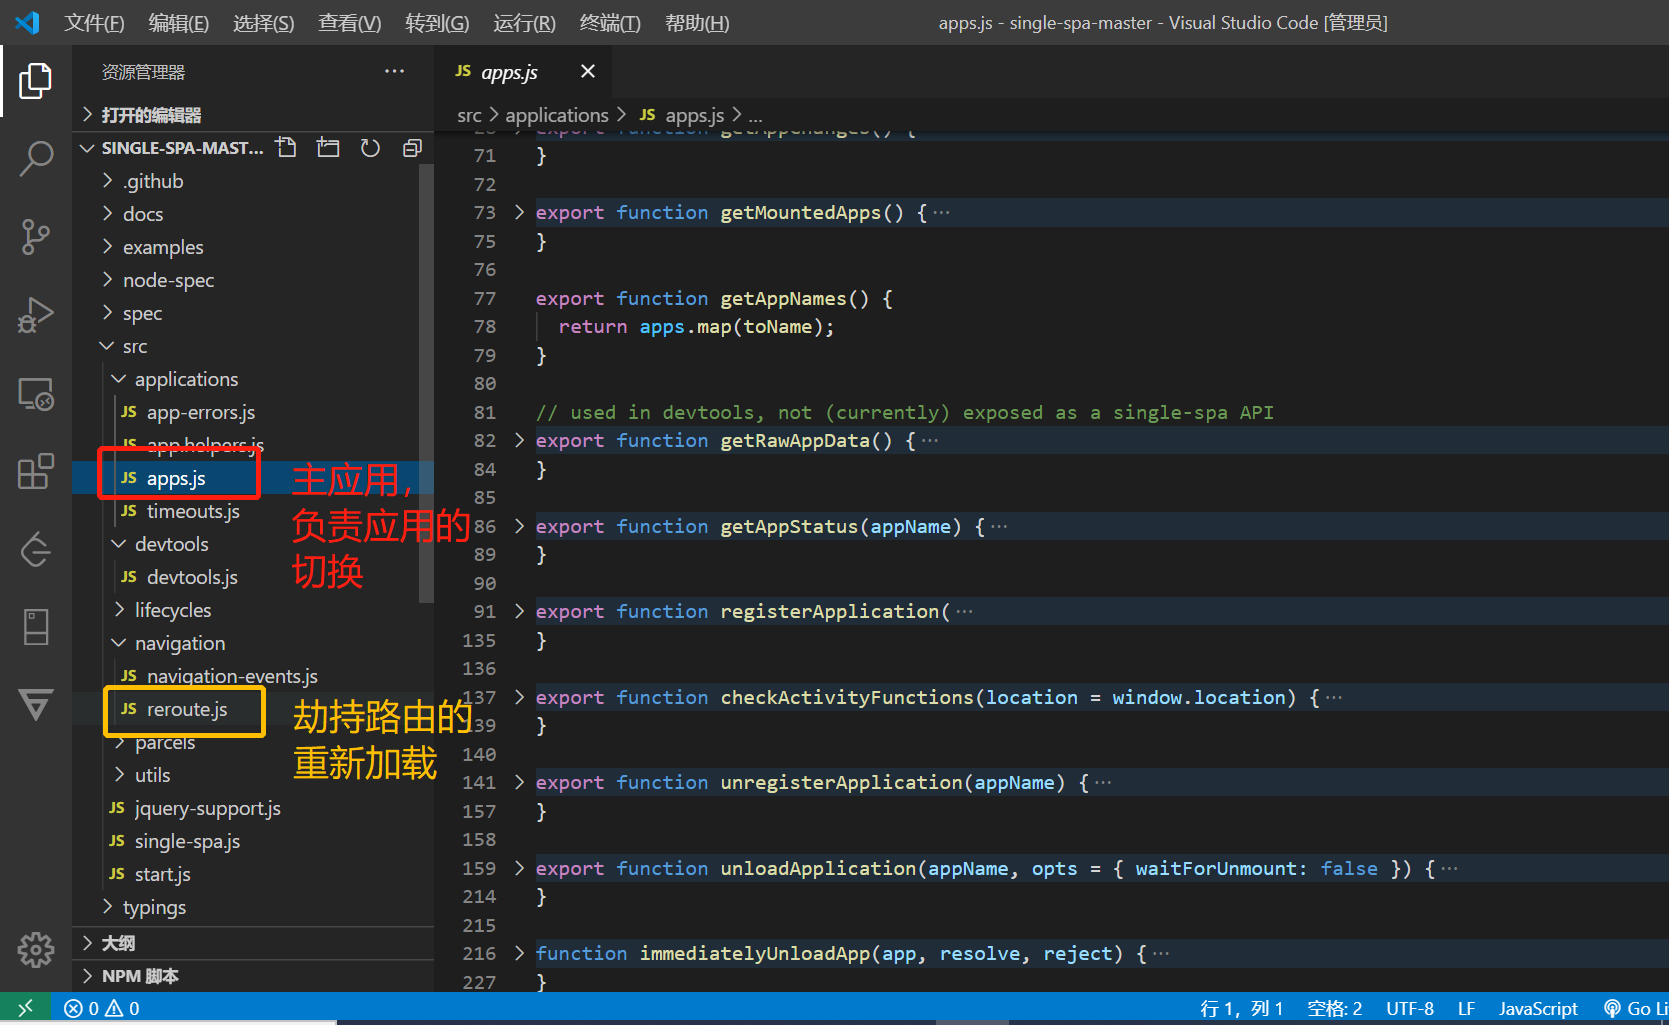 文件(F) 编辑(E) 选择(S) 查看(V) 转到(G) 运行(R) 终端(T) 帮助(H) apps.js - single-spa-master - Visual Studio Code [管理员]
资源管理器 ···
打开的编辑器
SINGLE-SPA-MAST...
.github
docs
examples
node-spec
spec
src
applications
JS app-errors.js
JS app.helpers.js
JS apps.js
JS timeouts.js
devtools
JS devtools.js
lifecycles
navigation
JS navigation-events.js
JS reroute.js
parcels
utils
JS jquery-support.js
JS single-spa.js
JS start.js
typings
大纲
NPM 脚本
主应用，
负责应用的
切换
劫持路由的
重新加载
JS apps.js
src > applications > JS apps.js > ...
export function getAppChanges() {
71 }
72
73 export function getMountedApps() {···
75 }
76
77 export function getAppNames() {
78 return apps.map(toName);
79 }
80
81 // used in devtools, not (currently) exposed as a single-spa API
82 export function getRawAppData() {···
84 }
85
86 export function getAppStatus(appName) {···
89 }
90
91 export function registerApplication(···
135 }
136
137 export function checkActivityFunctions(location = window.location) {···
139 }
140
141 export function unregisterApplication(appName) {···
157 }
158
159 export function unloadApplication(appName, opts = { waitForUnmount: false }) {···
214 }
215
216 function immediatelyUnloadApp(app, resolve, reject) {···
227 }
0 0 行 1，列 1 空格: 2 UTF-8 LF JavaScript Go Li